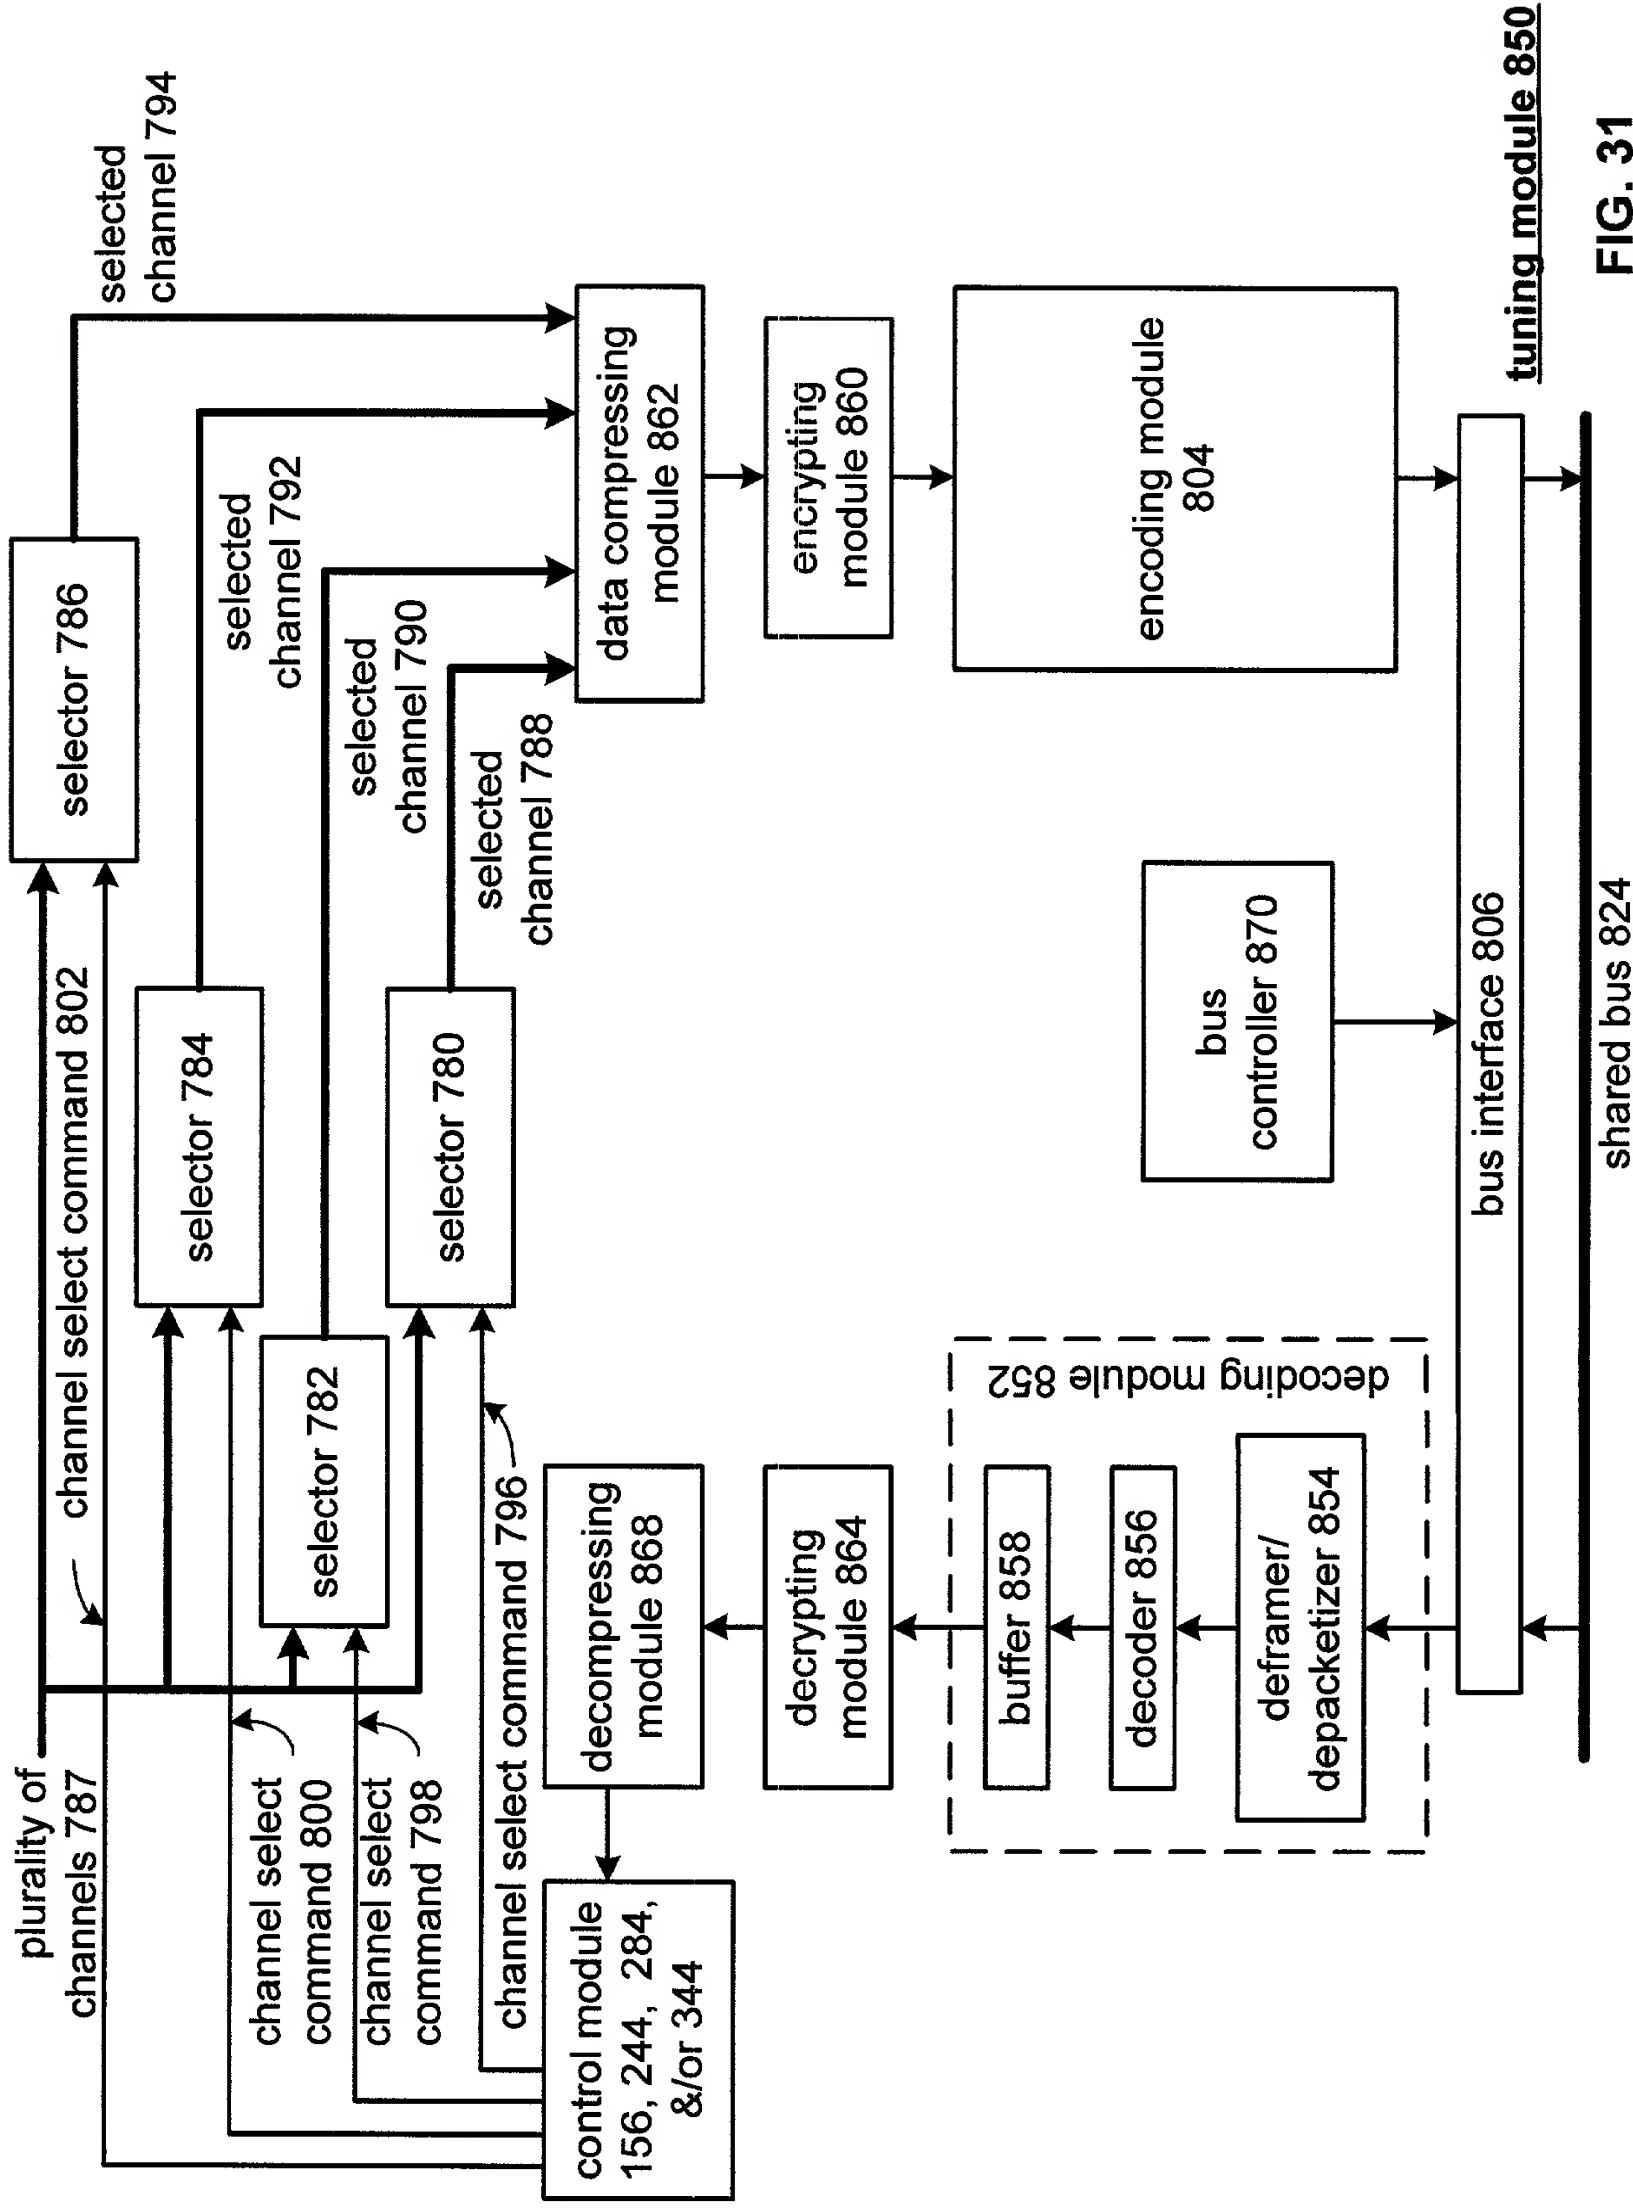 plurality of
channels 787
channel select command 802
selector 786
selected
channel 794
channel select
command 800
selector 784
selected
channel 792
channel select
command 798
selector 782
selected
channel 790
channel select command 796
selector 780
selected
channel 788
control module
156, 244, 284,
&/or 344
decompressing
module 868
data compressing
module 862
decrypting
module 864
encrypting
module 860
buffer 858
decoder 856
deframer/
depacketizer 854
decoding module 852
bus
controller 870
encoding module
804
bus interface 806
shared bus 824
tuning module 850
FIG. 31